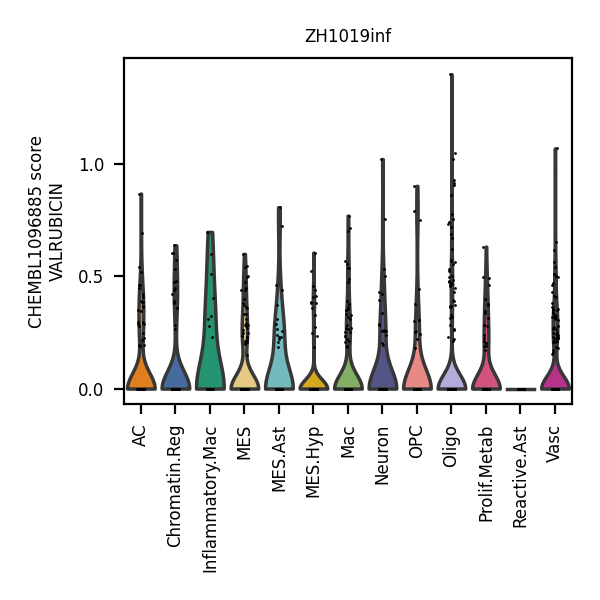 ZH1019inf
CHEMBL1096885 score
VALRUBICIN
1.0
0.5
0.0
AC
Chromatin.Reg
Inflammatory.Mac
MES
MES.Ast
MES.Hyp
Mac
Neuron
OPC
Oligo
Prolif.Metab
Reactive.Ast
Vasc